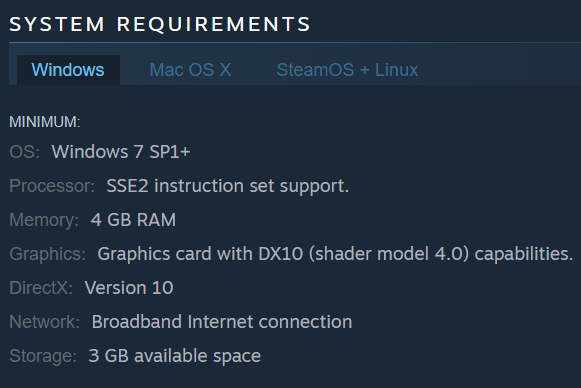 SYSTEM REQUIREMENTS
Windows Mac OS X SteamOS + Linux
MINIMUM:
OS: Windows 7 SP1+
Processor: SSE2 instruction set support.
Memory: 4 GB RAM
Graphics: Graphics card with DX10 (shader model 4.0) capabilities.
DirectX: Version 10
Network: Broadband Internet connection
Storage: 3 GB available space